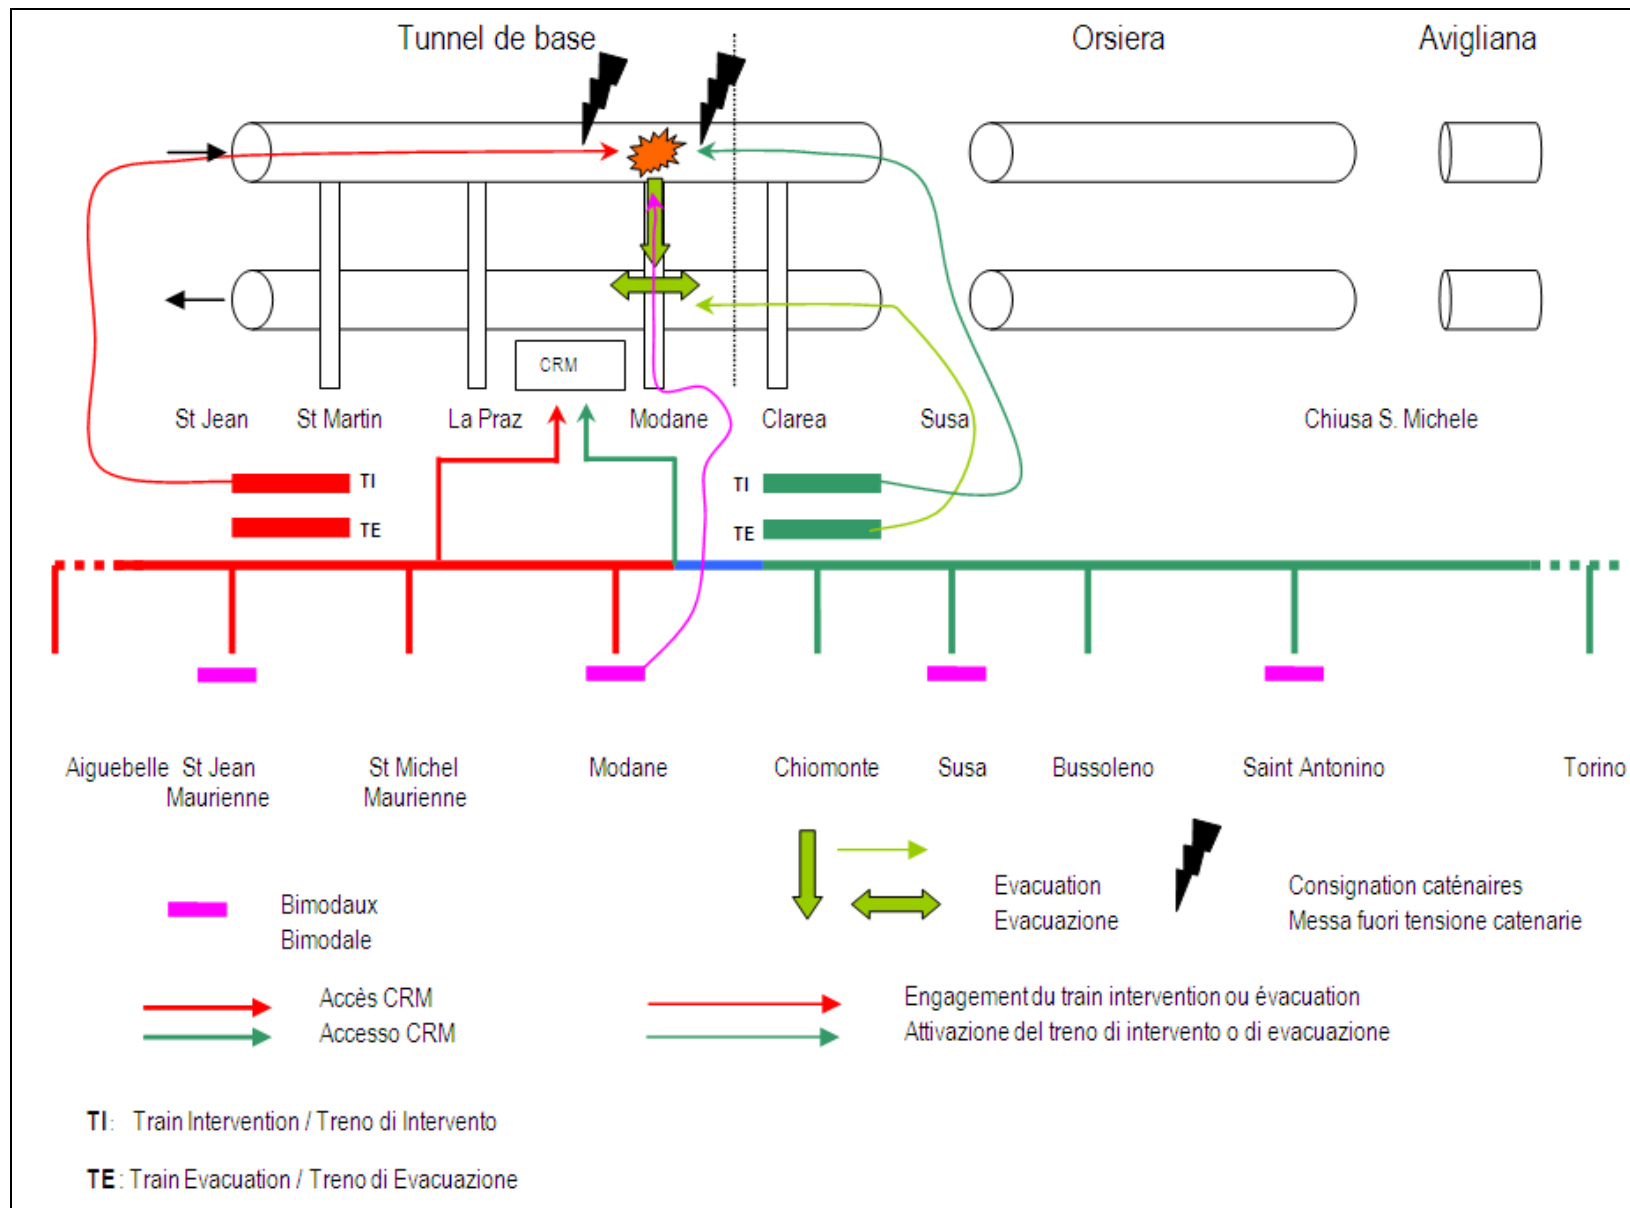 Tunnel de base
Orsiera
Avigliana
CRM
St Jean
St Martin
La Praz
Modane
Clarea
Susa
Chiusa S. Michele
TI
TI
TE
TE
Aiguebelle
St Jean
Maurienne
St Michel
Maurienne
Modane
Chiomonte
Susa
Bussoleno
Saint Antonino
Torino
Bimodaux
Bimodale
Evacuation
Evacuazione
Consignation caténaires
Messa fuori tensione catenarie
Accès CRM
Accesso CRM
Engagement du train intervention ou évacuation
Attivazione del treno di intervento o di evacuazione
TI: Train Intervention / Treno di Intervento
TE : Train Evacuation / Treno di Evacuazione